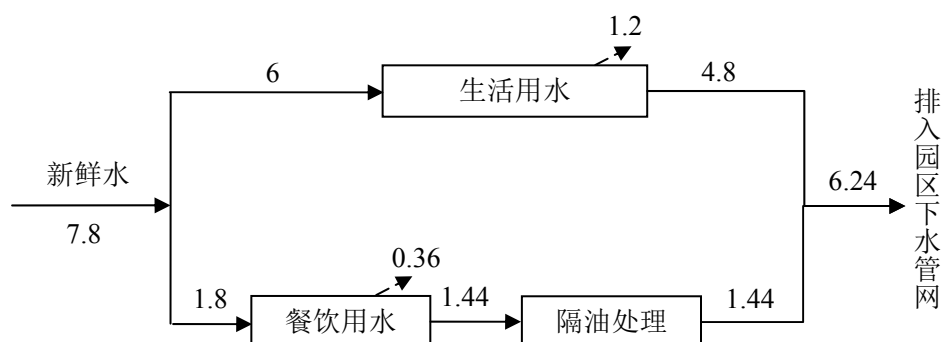 1.2
6
生活用水
4.8
新鲜水
7.8
6.24
排入园区下水管网
0.36
1.8
餐饮用水
1.44
隔油处理
1.44